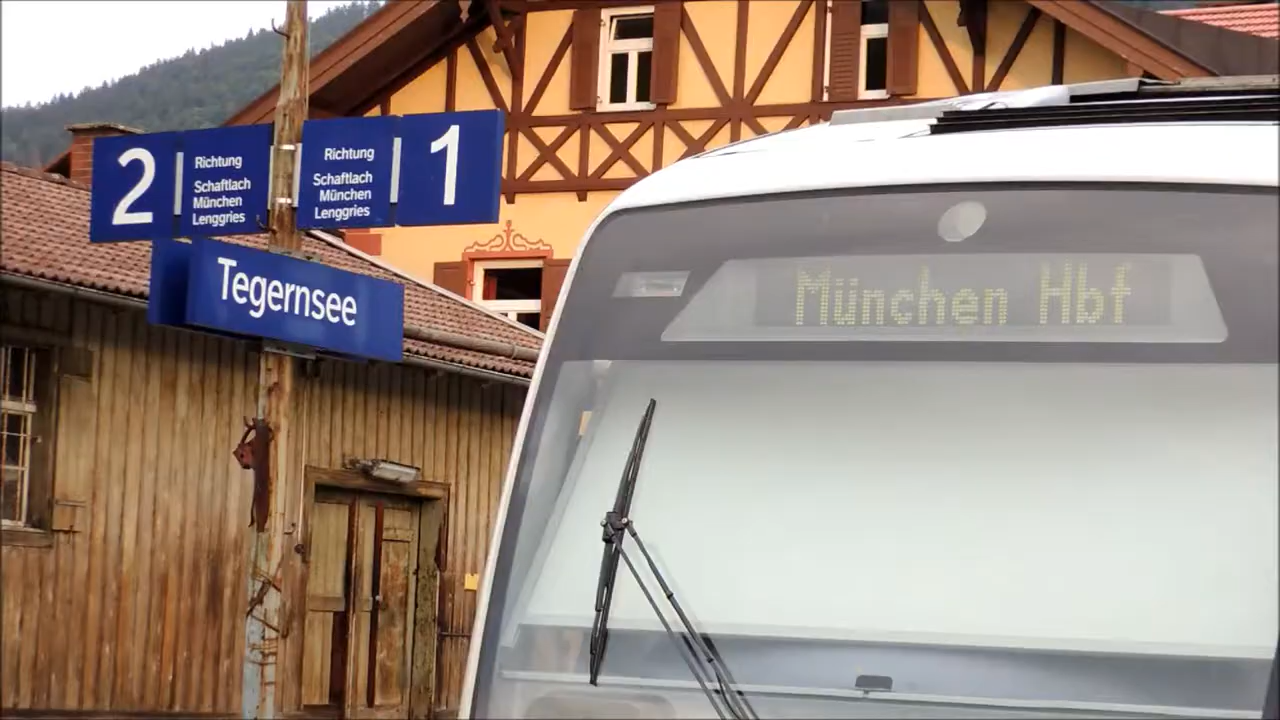 2
Richtung
Schaftlach
München
Lenggries
Richtung
Schaftlach
München
Lenggries
1
Tegernsee
München Hbf